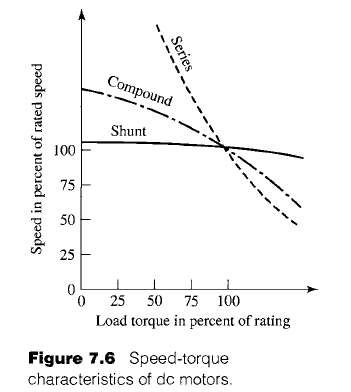 Speed in percent of rated speed
100
75
50
25
0
Series
Compound
Shunt
0 25 50 75 100
Load torque in percent of rating
Figure 7.6 Speed-torque
characteristics of dc motors.